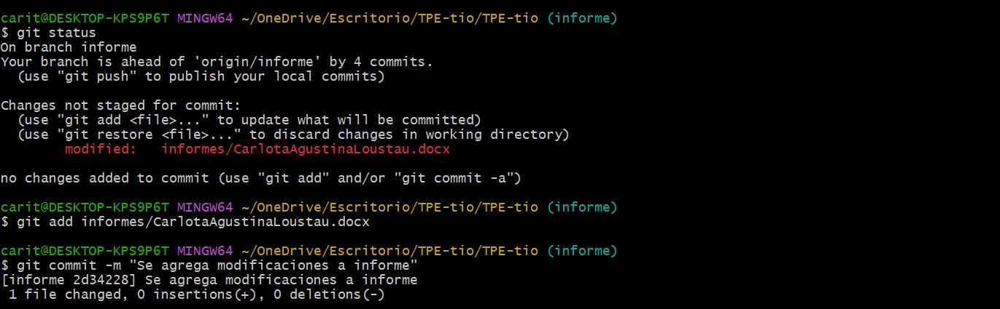 carit@DESKTOP-KPS9P6T MINGW64 ~/OneDrive/Escritorio/TPE-tio/TPE-tio (informe)
$ git status
On branch informe
Your branch is ahead of 'origin/informe' by 4 commits.
  (use "git push" to publish your local commits)

Changes not staged for commit:
  (use "git add <file>..." to update what will be committed)
  (use "git restore <file>..." to discard changes in working directory)
        modified:   informes/CarlotaAgustinaLoustau.docx

no changes added to commit (use "git add" and/or "git commit -a")

carit@DESKTOP-KPS9P6T MINGW64 ~/OneDrive/Escritorio/TPE-tio/TPE-tio (informe)
$ git add informes/CarlotaAgustinaLoustau.docx

carit@DESKTOP-KPS9P6T MINGW64 ~/OneDrive/Escritorio/TPE-tio/TPE-tio (informe)
$ git commit -m "Se agrega modificaciones a informe"
[informe 2d34228] Se agrega modificaciones a informe
 1 file changed, 0 insertions(+), 0 deletions(-)